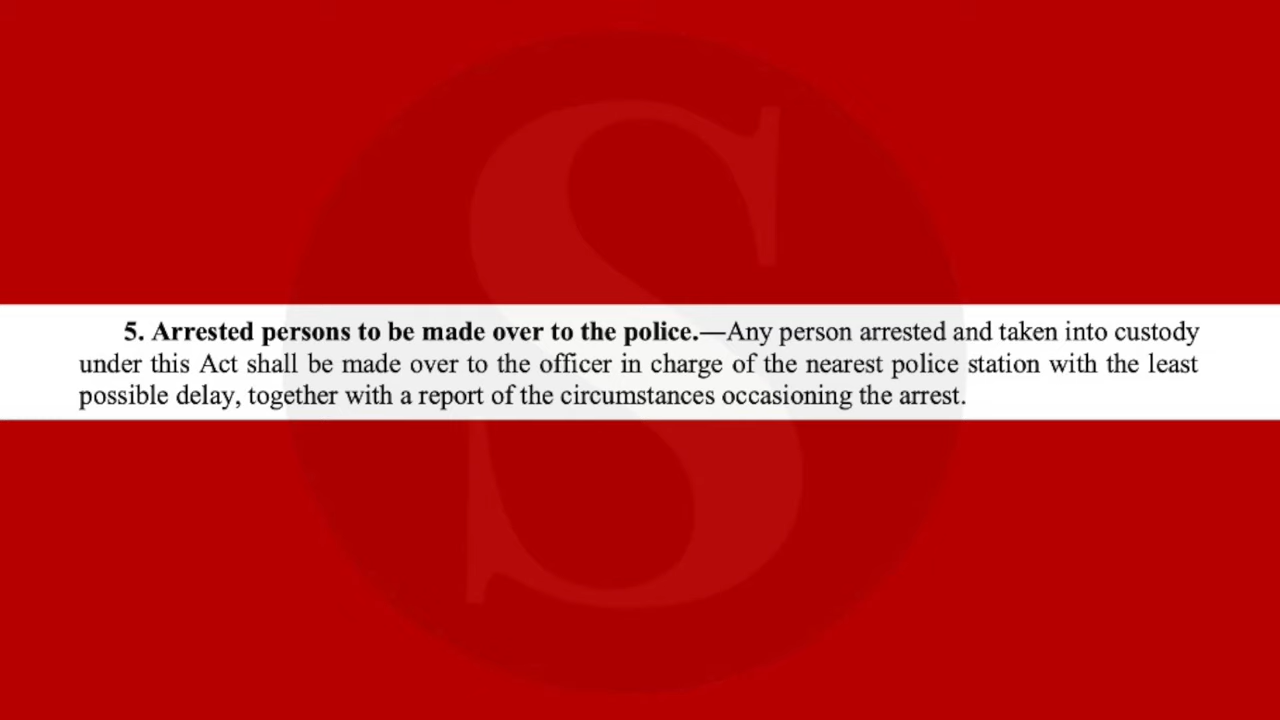 5. Arrested persons to be made over to the police.—Any person arrested and taken into custody
under this Act shall be made over to the officer in charge of the nearest police station with the least
possible delay, together with a report of the circumstances occasioning the arrest.
S